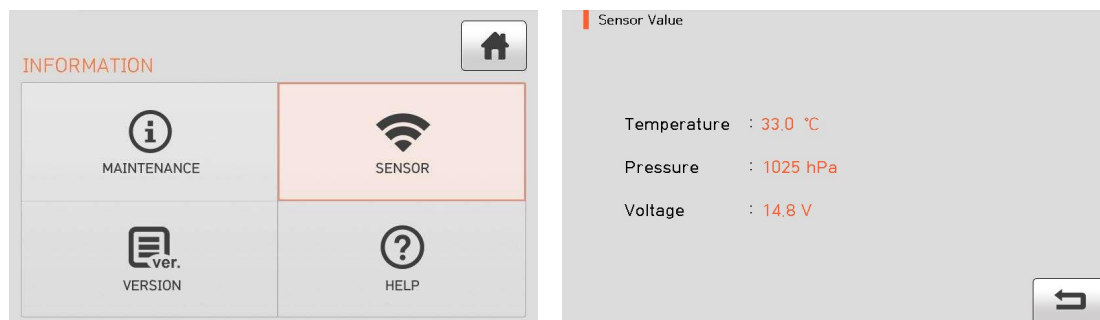 INFORMATION
MAINTENANCE
SENSOR
ver.
VERSION
HELP
Sensor Value
Temperature : 33.0 ℃
Pressure : 1025 hPa
Voltage : 14.8 V